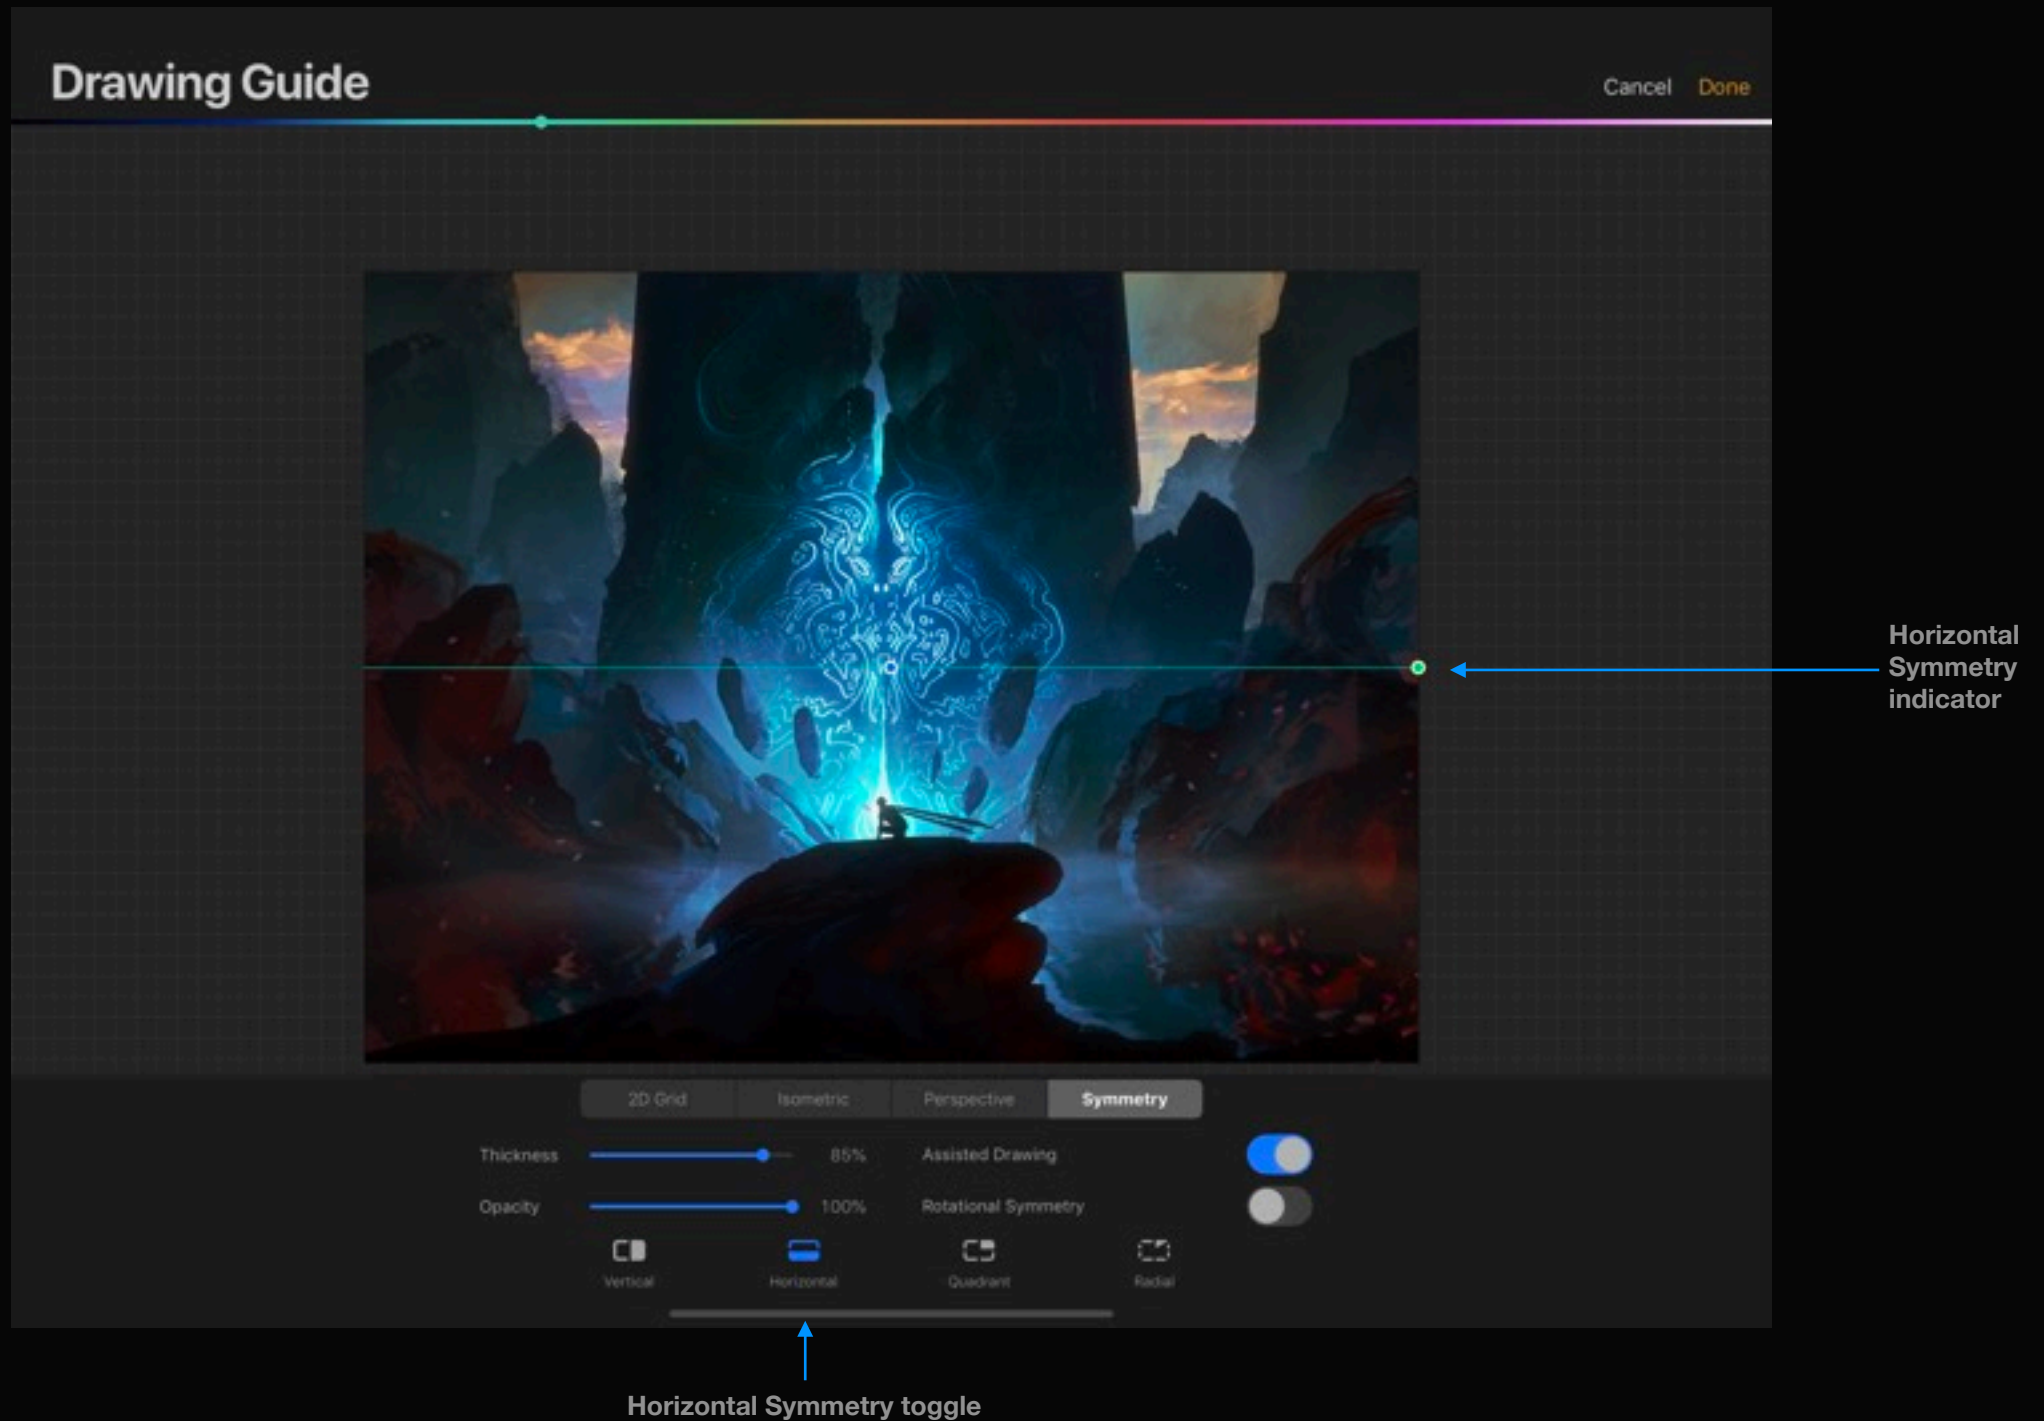 Drawing Guide
Cancel Done
Horizontal
Symmetry
indicator
2D Grid Isometric Perspective Symmetry
Thickness 85% Assisted Drawing
Opacity 100% Rotational Symmetry
Vertical Horizontal Quadrant Radial
Horizontal Symmetry toggle